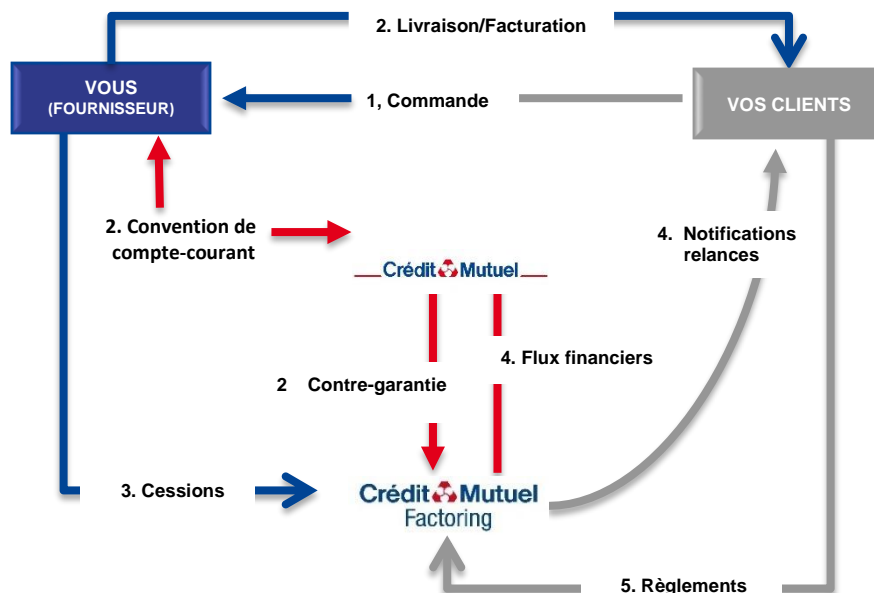 2. Livraison/Facturation
VOUS
(FOURNISSEUR)
1, Commande
VOS CLIENTS
2. Convention de
compte-courant
4. Notifications
relances
Crédit Mutuel
4. Flux financiers
2 Contre-garantie
3. Cessions
Crédit Mutuel
Factoring
5. Règlements